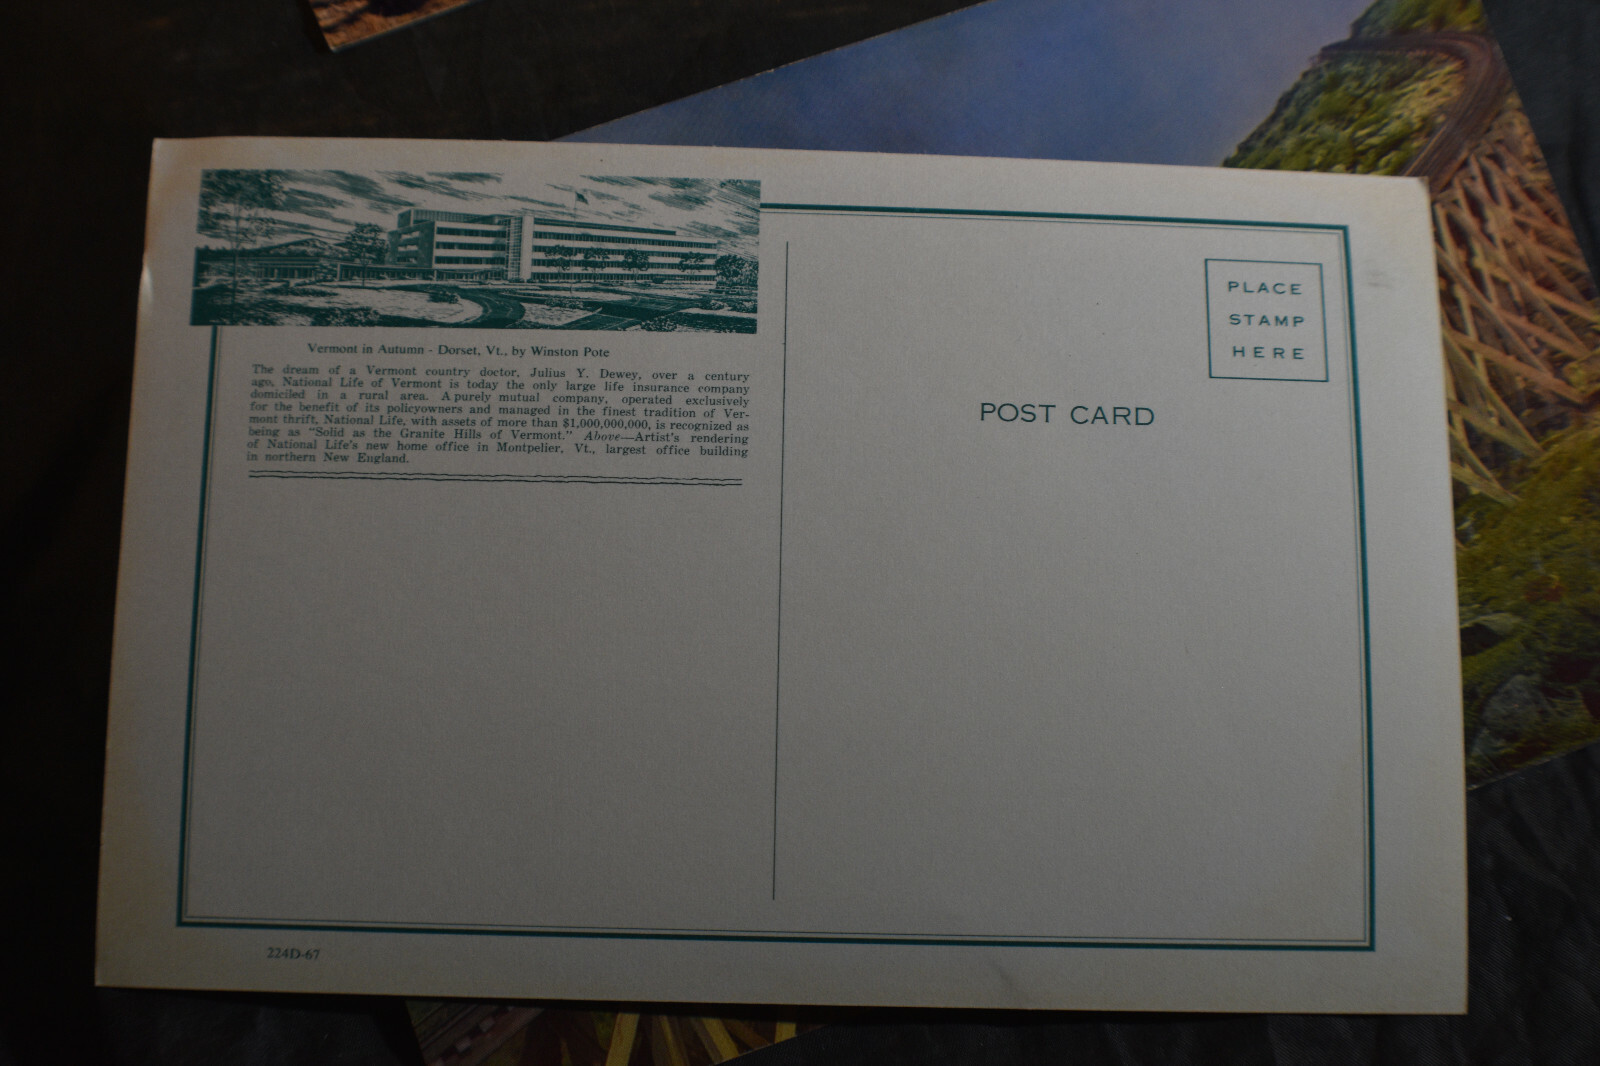 Vermont in Autumn - Dorset, Vt., by Winston Pote
The dream of a Vermont country doctor, Julius Y. Dewey, over a century
ago, National Life of Vermont is today the only large life insurance company
domiciled in a rural area. A purely mutual company, operated exclusively
for the benefit of its policyowners and managed in the finest tradition of Ver-
mont thrift, National Life, with assets of more than $1,000,000,000, is recognized as
being as "Solid as the Granite Hills of Vermont." Above—Artist's rendering
of National Life's new home office in Montpelier, Vt., largest office building
in northern New England.
PLACE
STAMP
HERE
POST CARD
224D-67